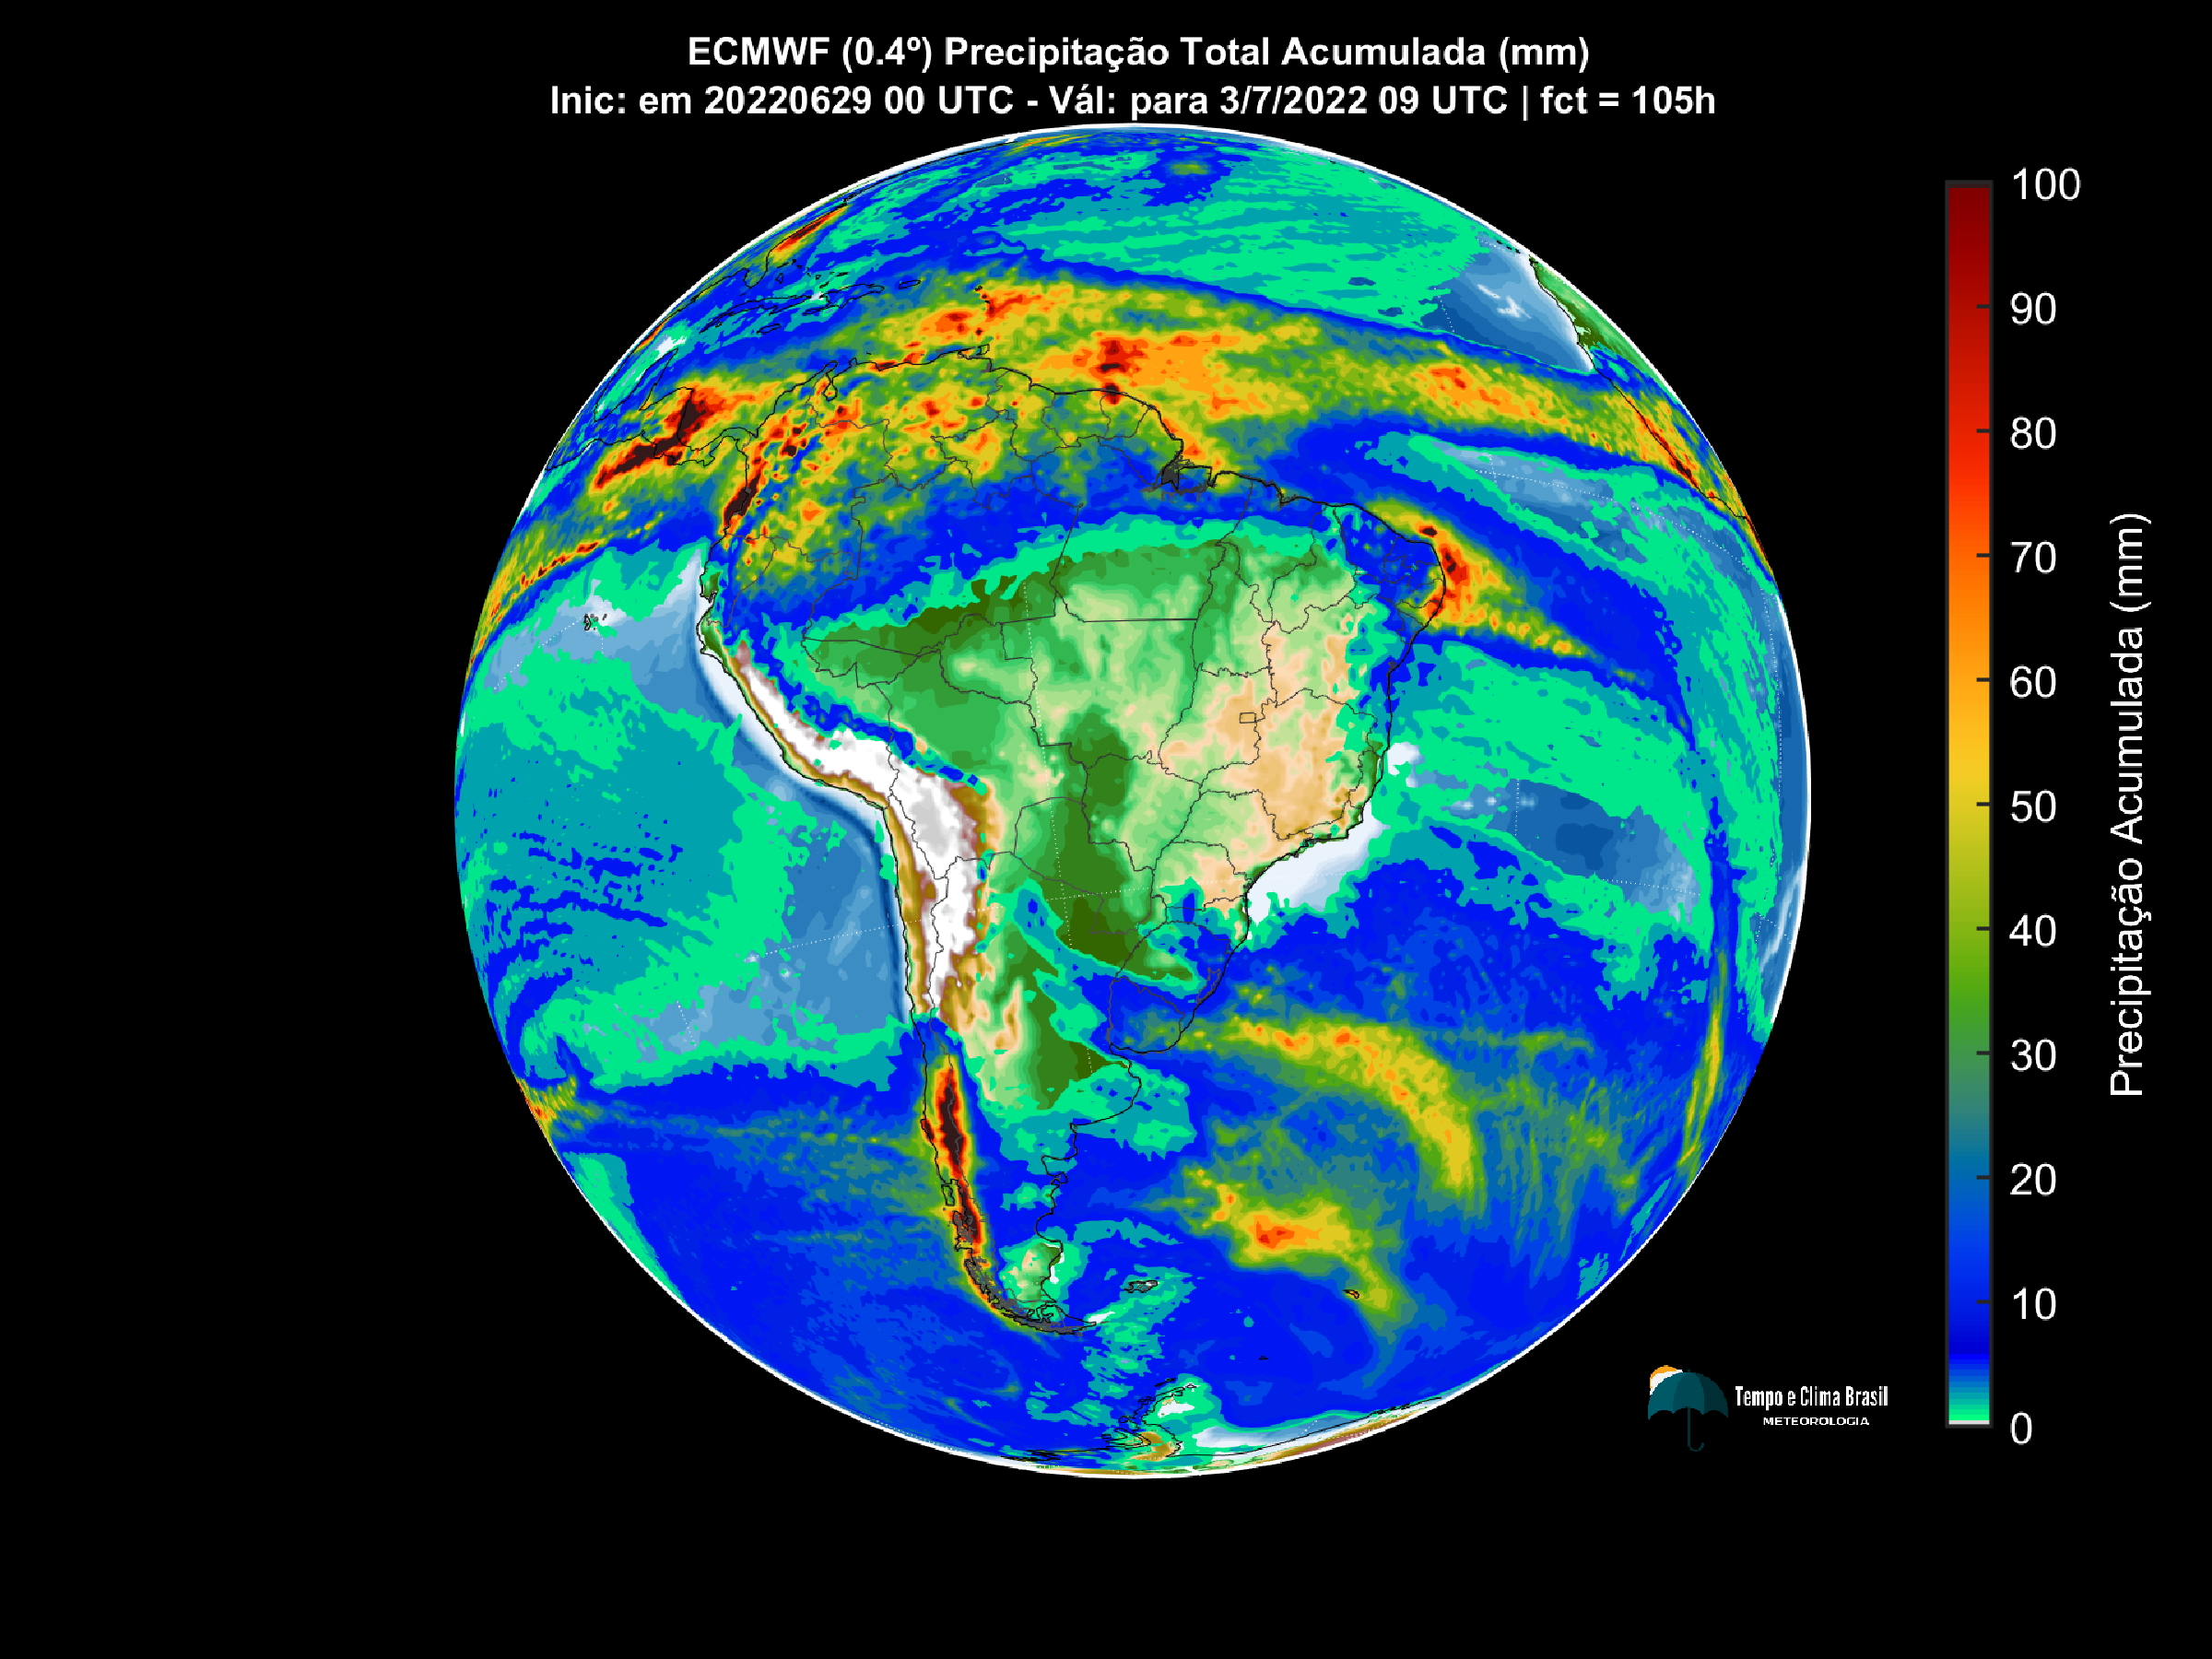 ECMWF (0.4º) Precipitação Total Acumulada (mm)
Inic: em 20220629 00 UTC - Vál: para 3/7/2022 09 UTC | fct = 105h
100
90
80
70
60
50
40
30
20
10
0
Precipitação Acumulada (mm)
Tempo e Clima Brasil
METEOROLOGIA